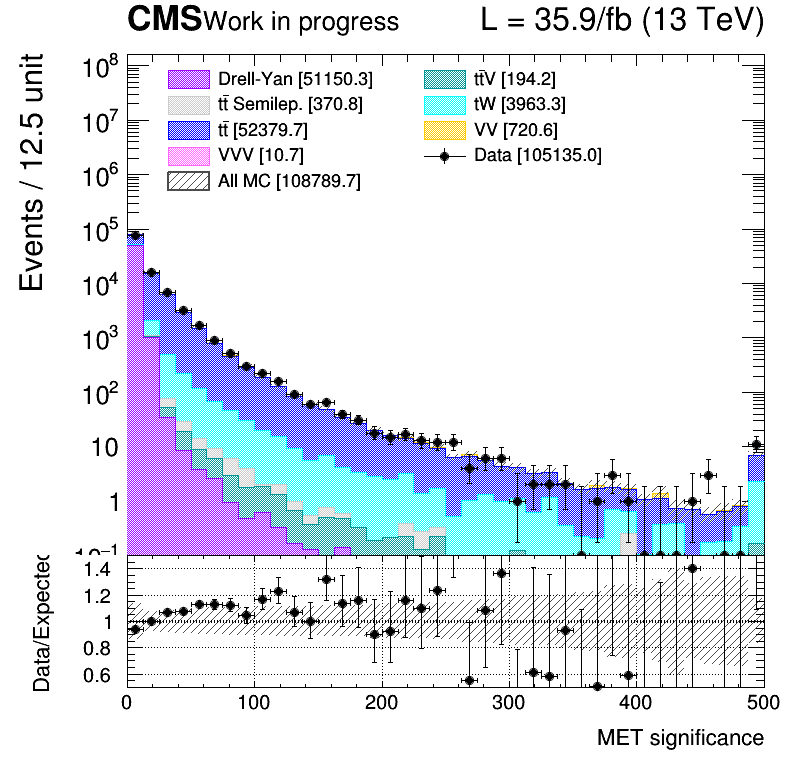 CMS Work in progress L = 35.9/fb (13 TeV)
Drell-Yan [51150.3] tt̄V [194.2]
tt̄ Semilep. [370.8] tW [3963.3]
tt̄ [52379.7] VV [720.6]
VVV [10.7] Data [105135.0]
All MC [108789.7]
Events / 12.5 unit
10⁸
10⁷
10⁶
10⁵
10⁴
10³
10²
10
1
10⁻¹
Data/Expected
1.4
1.2
1
0.8
0.6
0 100 200 300 400 500
MET significance